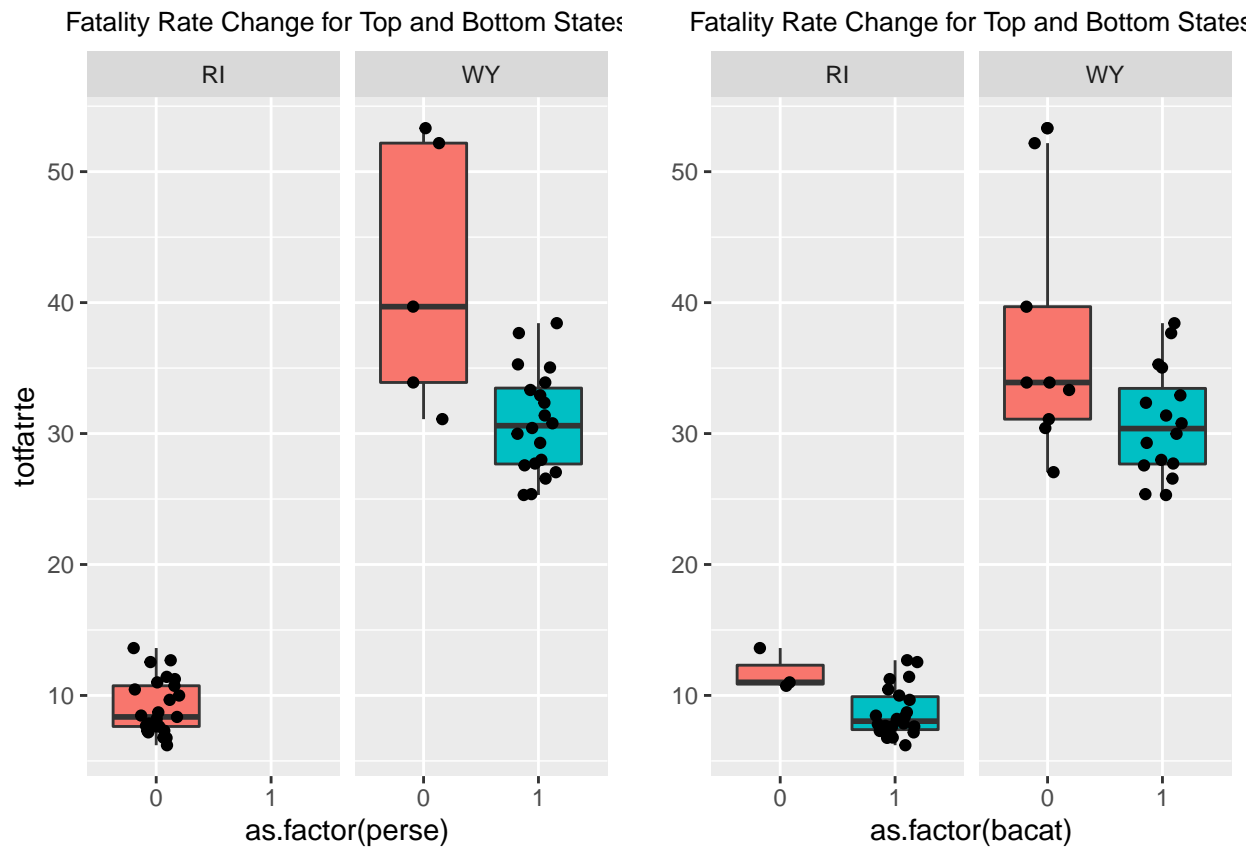 Fatality Rate Change for Top and Bottom States
RI
WY
50
40
30
20
10
totfatrte
0
1
0
1
as.factor(perse)
Fatality Rate Change for Top and Bottom States
RI
WY
50
40
30
20
10
0
1
0
1
as.factor(bacat)